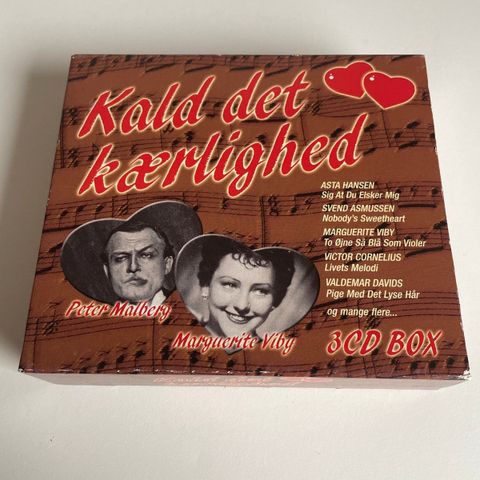 Kald det
kærlighed
ASTA HANSEN
Sig At Du Elsker Mig
SVEND ASMUSSEN
Nobody's Sweetheart
MARGUERITE VIBY
To Øjne Så Blå Som Violer
VICTOR CORNELIUS
Livets Melodi
VALDEMAR DAVIDS
Pige Med Det Lyse Hår
og mange flere...
Peter Malberg
Marguerite Viby
3CD BOX